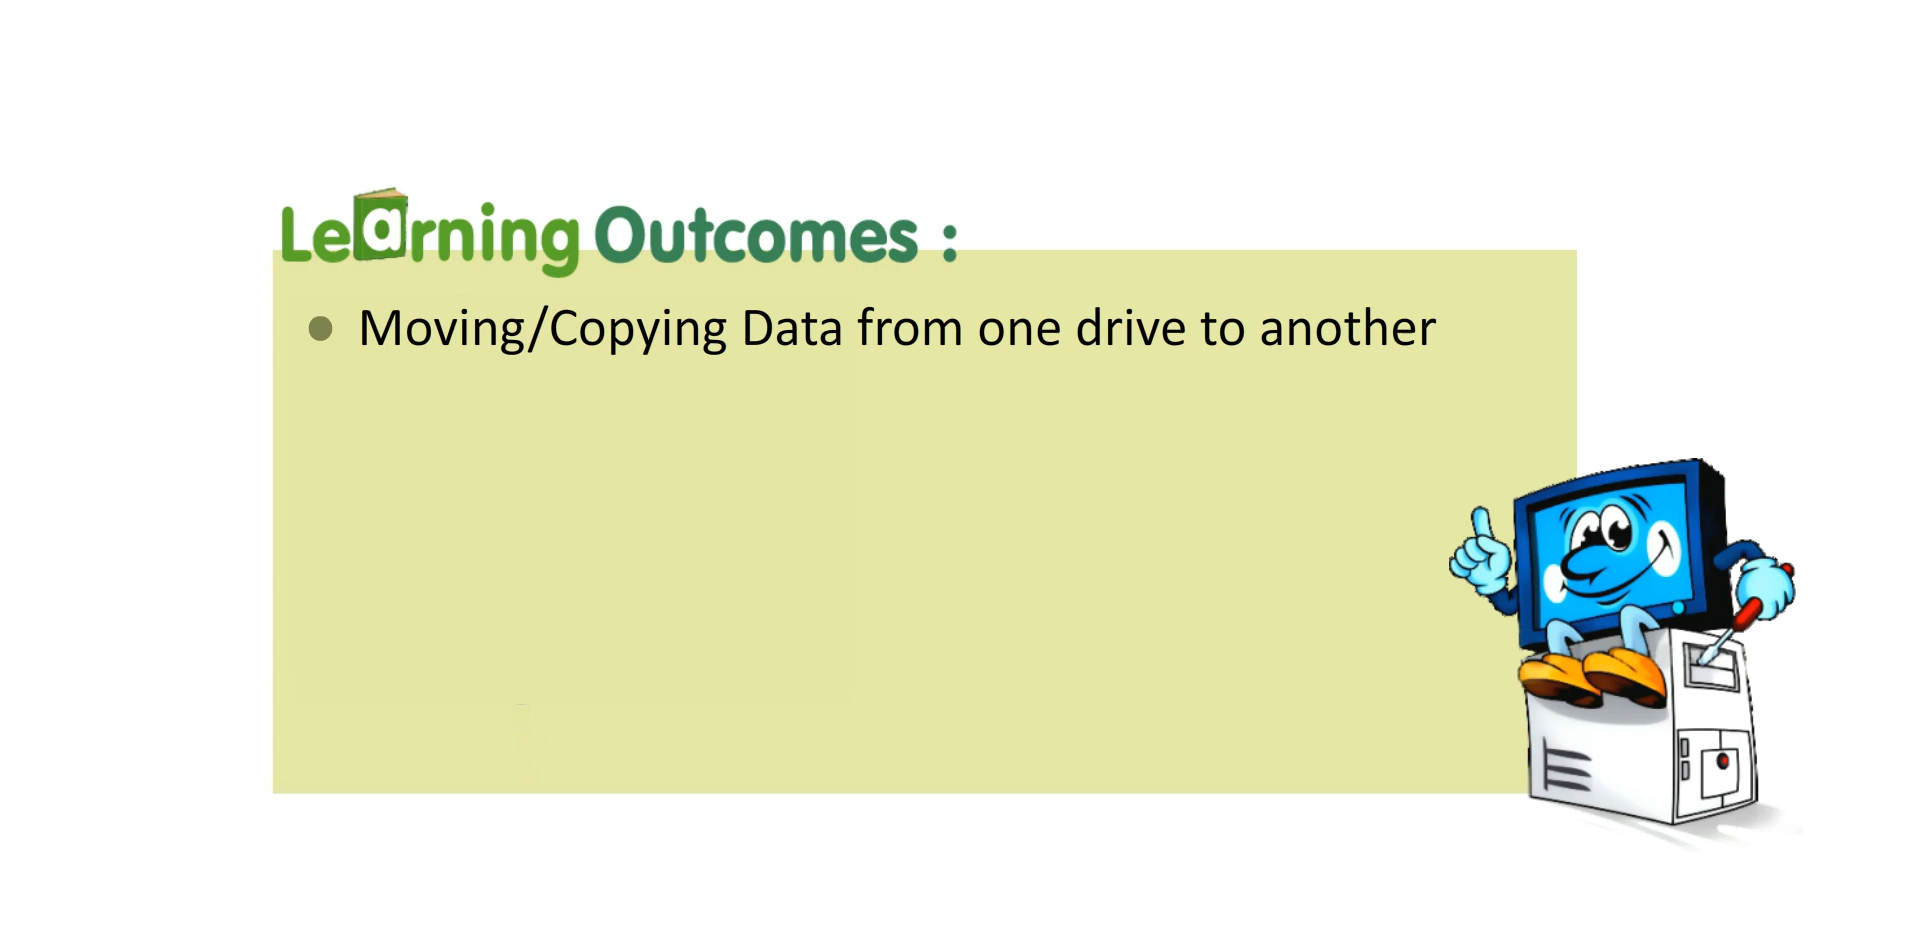 Learning Outcomes :
Moving/Copying Data from one drive to another